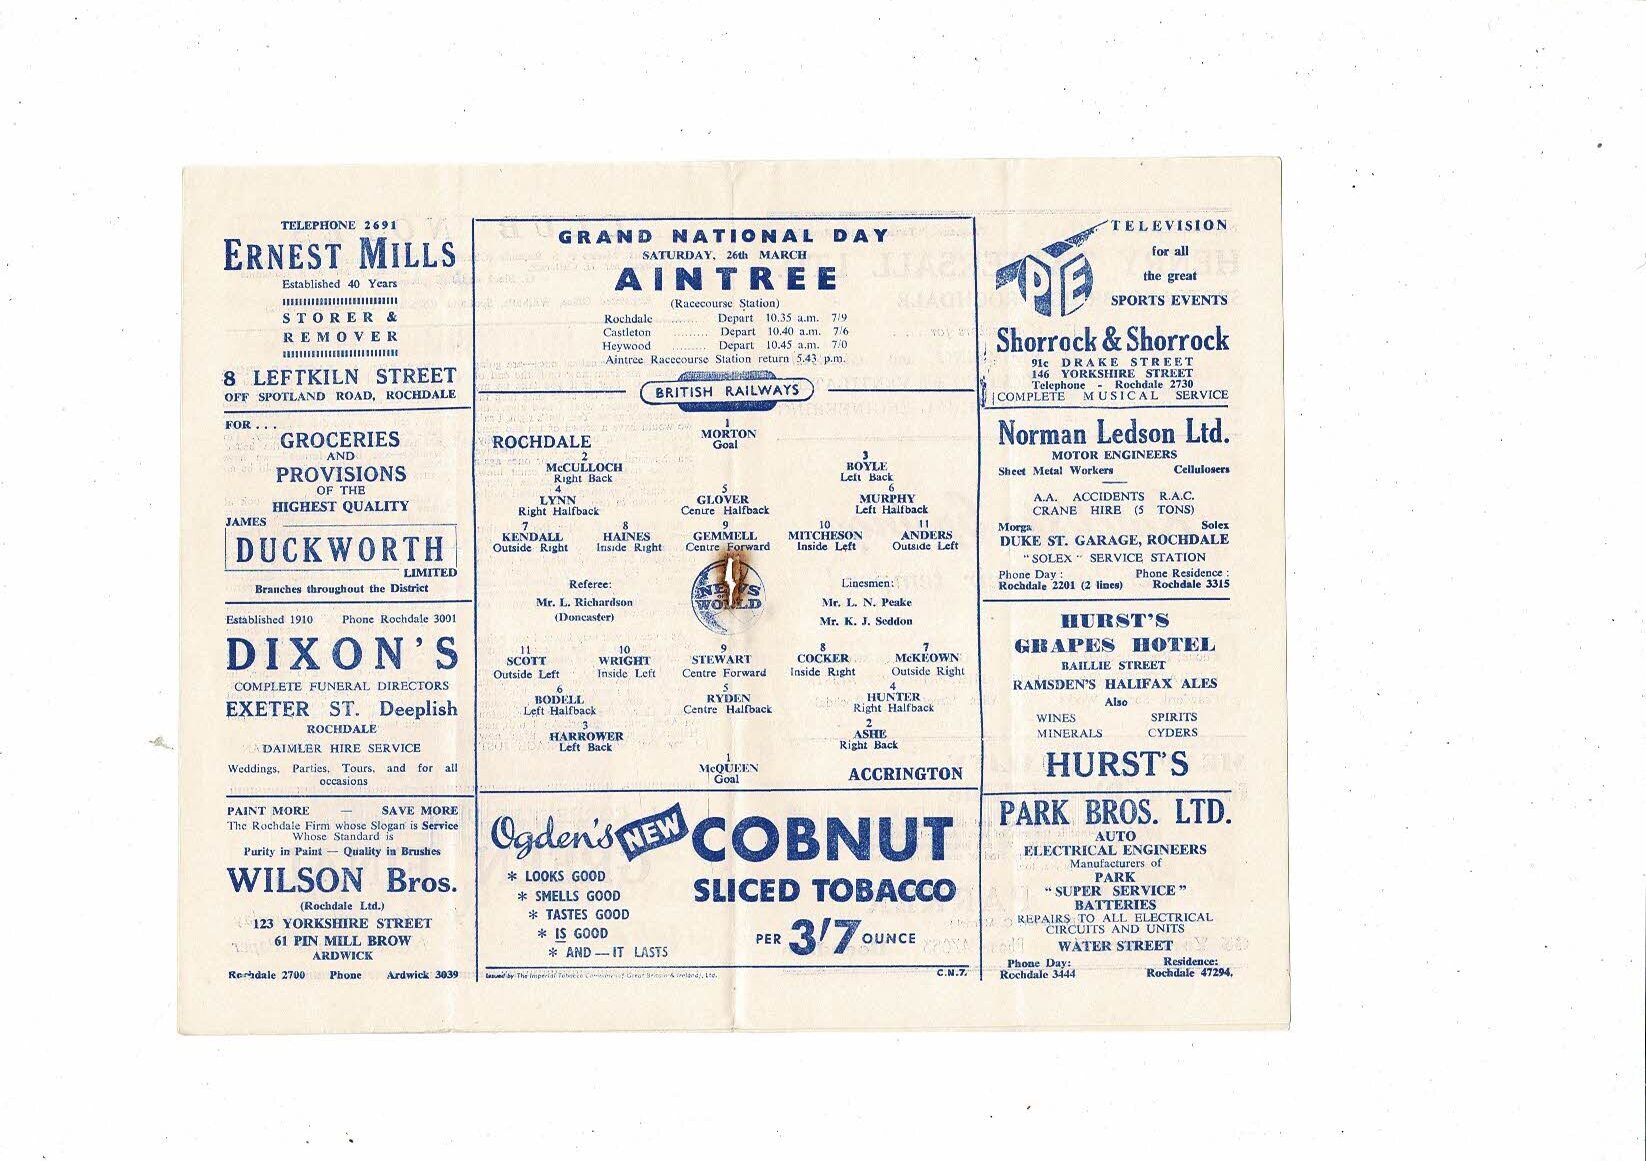 TELEPHONE 2691
ERNEST MILLS
Established 40 Years
STORER &
REMOVER
8 LEFTKILN STREET
OFF SPOTLAND ROAD, ROCHDALE
FOR . . .
GROCERIES
AND
PROVISIONS
OF THE
HIGHEST QUALITY
JAMES
DUCKWORTH
LIMITED
Branches throughout the District
Established 1910 Phone Rochdale 3001
DIXON'S
COMPLETE FUNERAL DIRECTORS
EXETER ST. Deeplish
ROCHDALE
DAIMLER HIRE SERVICE
Weddings, Parties, Tours, and for all
occasions
PAINT MORE — SAVE MORE
The Rochdale Firm whose Slogan is Service
Whose Standard is
Purity in Paint — Quality in Brushes
WILSON Bros.
(Rochdale Ltd.)
123 YORKSHIRE STREET
61 PIN MILL BROW
ARDWICK
Rochdale 2700 Phone Ardwick 3039
GRAND NATIONAL DAY
SATURDAY, 26th MARCH
AINTREE
(Racecourse Station)
Rochdale ........ Depart 10.35 a.m. 7/9
Castleton ........ Depart 10.40 a.m. 7/6
Heywood ......... Depart 10.45 a.m. 7/0
Aintree Racecourse Station return 5.43 p.m.
BRITISH RAILWAYS
1
ROCHDALE MORTON
Goal
2 3
McCULLOCH BOYLE
Right Back Left Back
4 5 6
LYNN GLOVER MURPHY
Right Halfback Centre Halfback Left Halfback
7 8 9 10 11
KENDALL HAINES GEMMELL MITCHESON ANDERS
Outside Right Inside Right Centre Forward Inside Left Outside Left
Referee: Linesmen:
NEWS
WORLD
Mr. L. Richardson Mr. L. N. Peake
(Doncaster) Mr. K. J. Seddon
11 10 9 8 7
SCOTT WRIGHT STEWART COCKER McKEOWN
Outside Left Inside Left Centre Forward Inside Right Outside Right
6 5 4
BODELL RYDEN HUNTER
Left Halfback Centre Halfback Right Halfback
3 2
HARROWER ASHE
Left Back Right Back
1
McQUEEN ACCRINGTON
Goal
Ogden's NEW COBNUT
SLICED TOBACCO
PER 3'7 OUNCE
* LOOKS GOOD
* SMELLS GOOD
* TASTES GOOD
* IS GOOD
* AND — IT LASTS
Issued by The Imperial Tobacco Company (of Great Britain & Ireland), Ltd. C.N.7.
PE
TELEVISION
for all
the great
SPORTS EVENTS
Shorrock & Shorrock
91c DRAKE STREET
146 YORKSHIRE STREET
Telephone - Rochdale 2730
COMPLETE MUSICAL SERVICE
Norman Ledson Ltd.
MOTOR ENGINEERS
Sheet Metal Workers Cellulosers
A.A. ACCIDENTS R.A.C.
CRANE HIRE (5 TONS)
Morga Solex
DUKE ST. GARAGE, ROCHDALE
"SOLEX" SERVICE STATION
Phone Day : Phone Residence :
Rochdale 2201 (2 lines) Rochdale 3315
HURST'S
GRAPES HOTEL
BAILLIE STREET
RAMSDEN'S HALIFAX ALES
Also
WINES SPIRITS
MINERALS CYDERS
HURST'S
PARK BROS. LTD.
AUTO
ELECTRICAL ENGINEERS
Manufacturers of
PARK
"SUPER SERVICE"
BATTERIES
REPAIRS TO ALL ELECTRICAL
CIRCUITS AND UNITS
WATER STREET
Phone Day: Residence:
Rochdale 3444 Rochdale 47294.